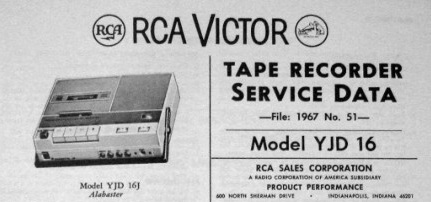 RCA RCA VICTOR
TAPE RECORDER
SERVICE DATA
—File: 1967 No. 51—
Model YJD 16
RCA SALES CORPORATION
A RADIO CORPORATION OF AMERICA SUBSIDIARY
PRODUCT PERFORMANCE
600 NORTH SHERMAN DRIVE • INDIANAPOLIS, INDIANA 46201
Model YJD 16J
Alabaster